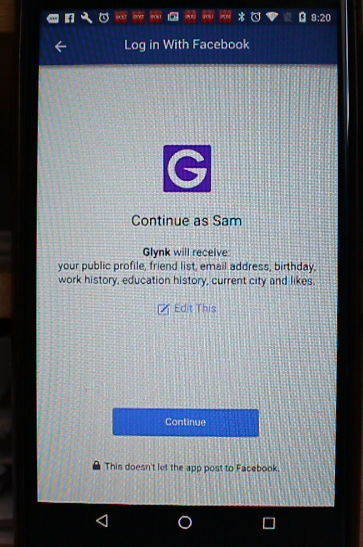 8:20
Log in With Facebook
G
Continue as Sam
Glynk will receive:
your public profile, friend list, email address, birthday,
work history, education history, current city and likes.
Edit This
Continue
This doesn't let the app post to Facebook.